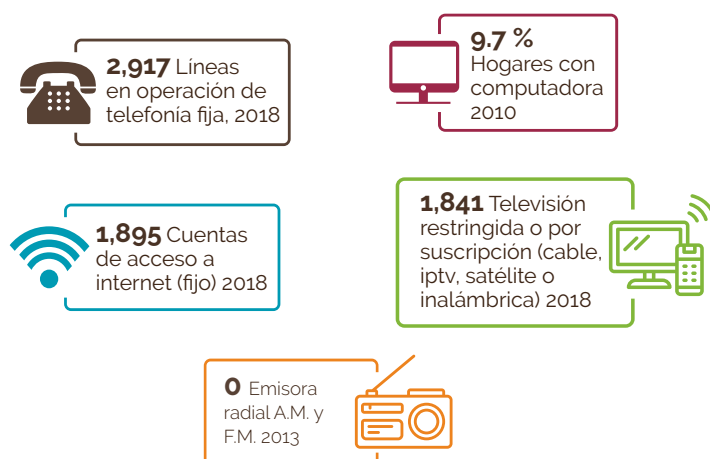 2,917 Líneas
en operación de
telefonía fija, 2018
9.7 %
Hogares con
computadora
2010
1,895 Cuentas
de acceso a
internet (fijo) 2018
1,841 Televisión
restringida o por
suscripción (cable,
iptv, satélite o
inalámbrica) 2018
0 Emisora
radial A.M. y
F.M. 2013